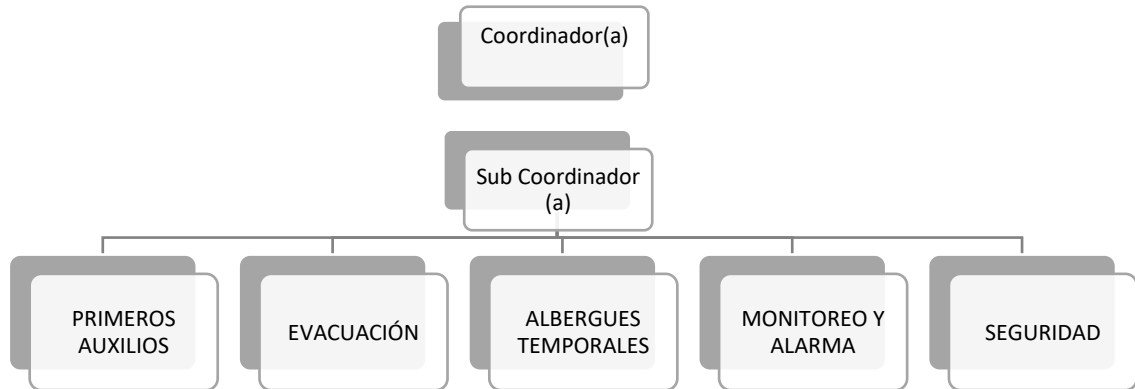 Coordinador(a)
Sub Coordinador
(a)
PRIMEROS
AUXILIOS
EVACUACIÓN
ALBERGUES
TEMPORALES
MONITOREO Y
ALARMA
SEGURIDAD